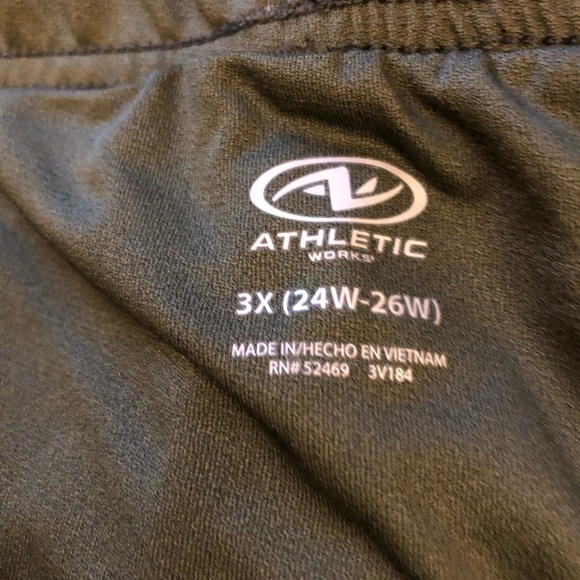 ATHLETIC
WORKS
3X (24W-26W)
MADE IN/HECHO EN VIETNAM
RN# 52469 3V184